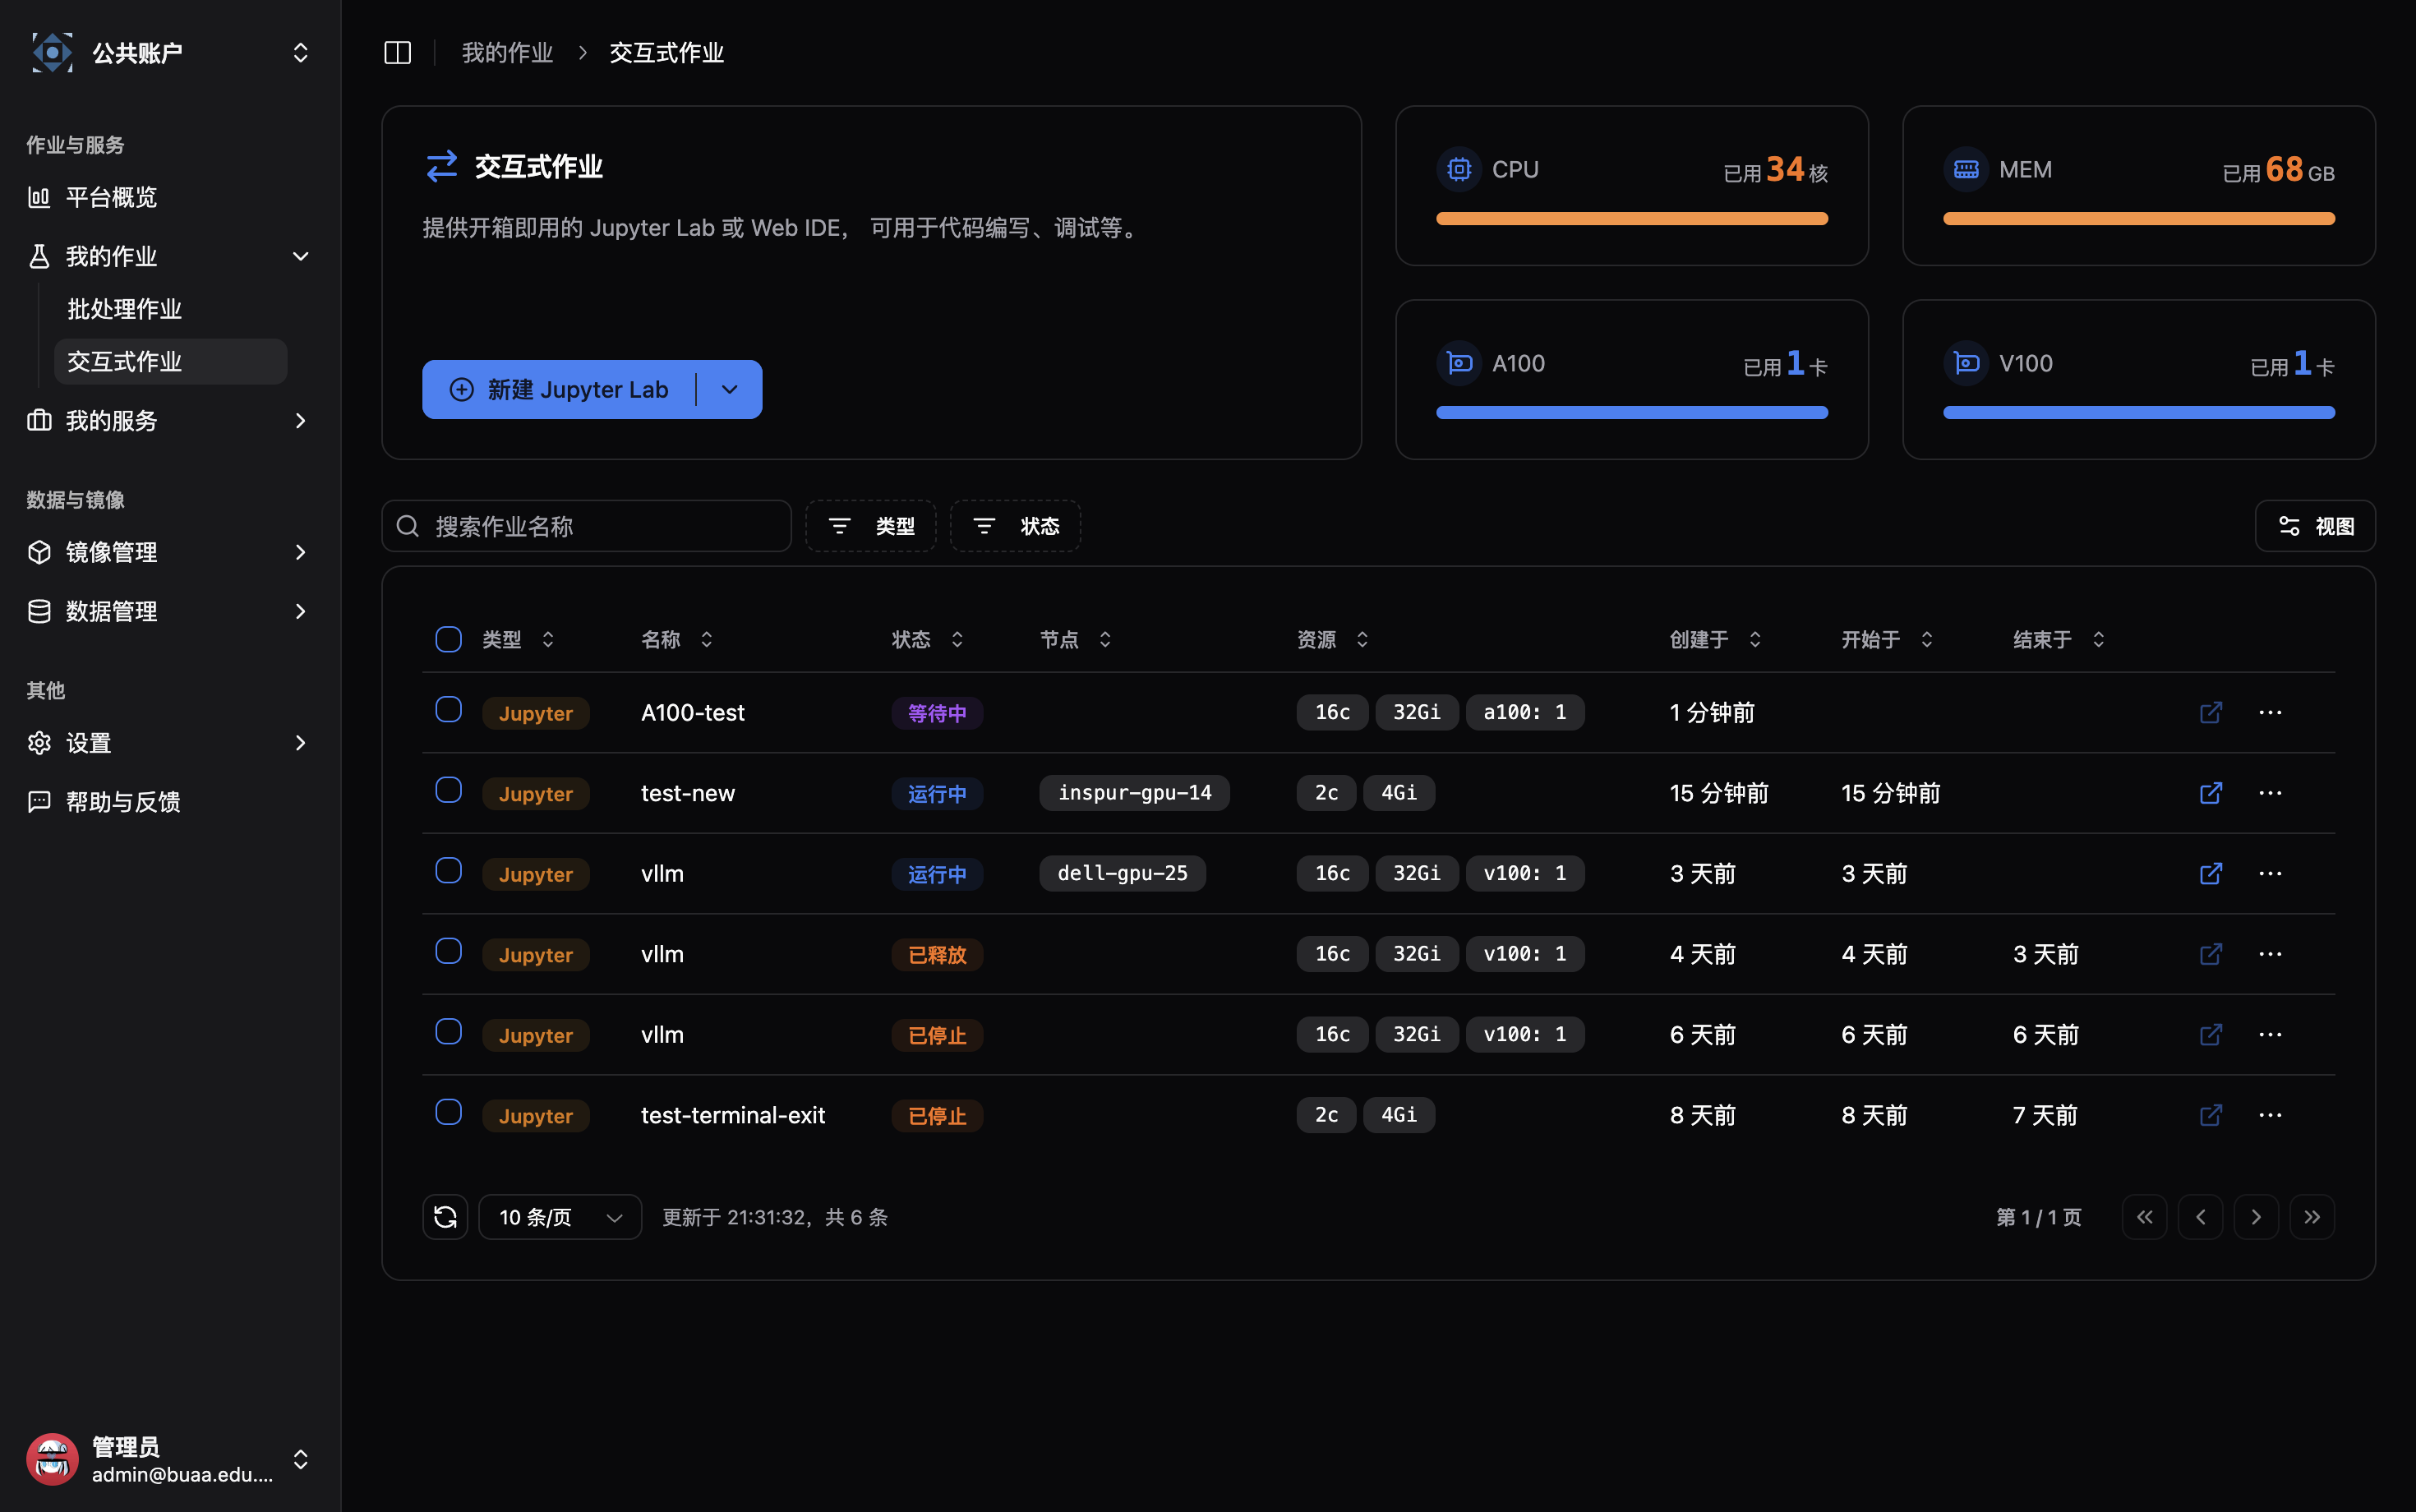 公共账户
作业与服务
平台概览
我的作业
批处理作业
交互式作业
我的服务
数据与镜像
镜像管理
数据管理
其他
设置
帮助与反馈
管理员
admin@buaa.edu....
我的作业 > 交互式作业
交互式作业
提供开箱即用的 Jupyter Lab 或 Web IDE， 可用于代码编写、调试等。
新建 Jupyter Lab
CPU 已用 34 核
MEM 已用 68 GB
A100 已用 1 卡
V100 已用 1 卡
搜索作业名称 类型 状态 视图
类型 名称 状态 节点 资源 创建于 开始于 结束于
Jupyter A100-test 等待中 16c 32Gi a100: 1 1 分钟前
Jupyter test-new 运行中 inspur-gpu-14 2c 4Gi 15 分钟前 15 分钟前
Jupyter vllm 运行中 dell-gpu-25 16c 32Gi v100: 1 3 天前 3 天前
Jupyter vllm 已释放 16c 32Gi v100: 1 4 天前 4 天前 3 天前
Jupyter vllm 已停止 16c 32Gi v100: 1 6 天前 6 天前 6 天前
Jupyter test-terminal-exit 已停止 2c 4Gi 8 天前 8 天前 7 天前
10 条/页 更新于 21:31:32，共 6 条 第 1 / 1 页